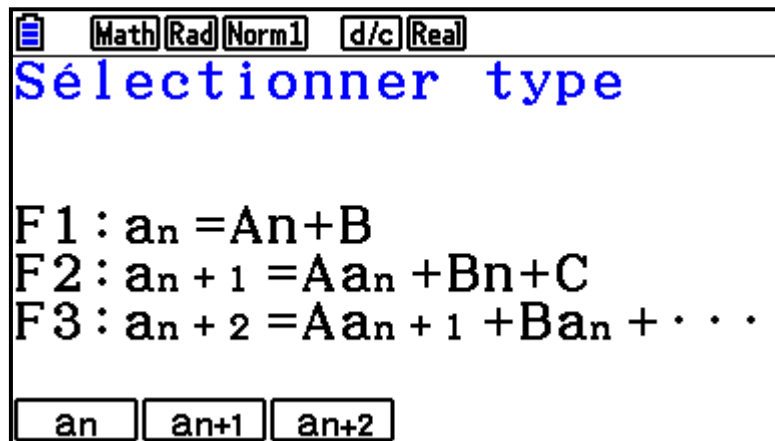 Math Rad Norm1 d/c Real
Sélectionner type
F1:an=An+B
F2:an+1=Aan+Bn+C
F3:an+2=Aan+1+Ban+···
an an+1 an+2